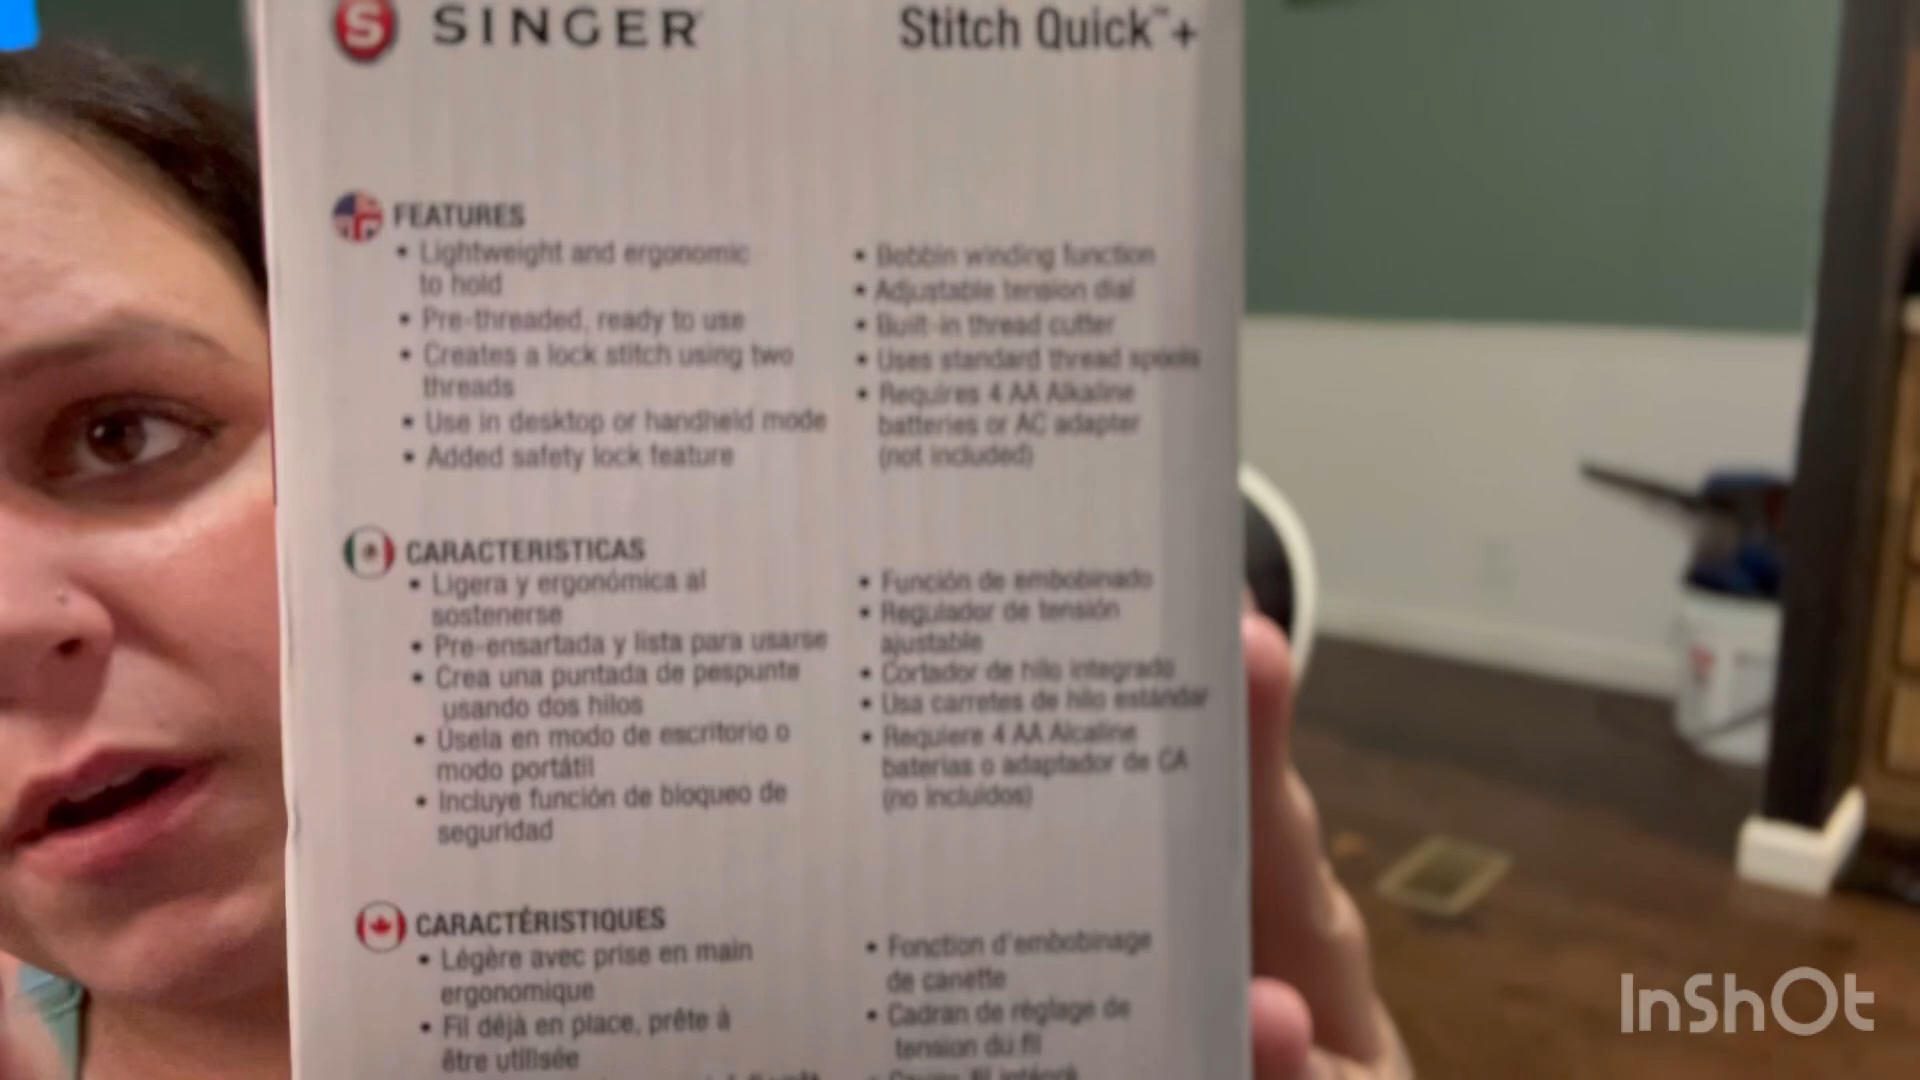 S SINGER
Stitch Quick™+
FEATURES
• Lightweight and ergonomic
to hold
• Pre-threaded, ready to use
• Creates a lock stitch using two
threads
• Use in desktop or handheld mode
• Added safety lock feature
• Bobbin winding function
• Adjustable tension dial
• Built-in thread cutter
• Uses standard thread spools
• Requires 4 AA Alkaline
batteries or AC adapter
(not included)
CARACTERISTICAS
• Ligera y ergonómica al
sostenerse
• Pre-ensartada y lista para usarse
• Crea una puntada de pespunte
usando dos hilos
• Úsela en modo de escritorio o
modo portátil
• Incluye función de bloqueo de
seguridad
• Función de embobinado
• Regulador de tensión
ajustable
• Cortador de hilo integrado
• Usa carretes de hilo estándar
• Requiere 4 AA Alcaline
baterias o adaptador de CA
(no incluidos)
CARACTÉRISTIQUES
• Légère avec prise en main
ergonomique
• Fil déjà en place, prête à
être utilisée
• Fonction d'embobinage
de canette
• Cadran de réglage de
tension du fil
InShOt